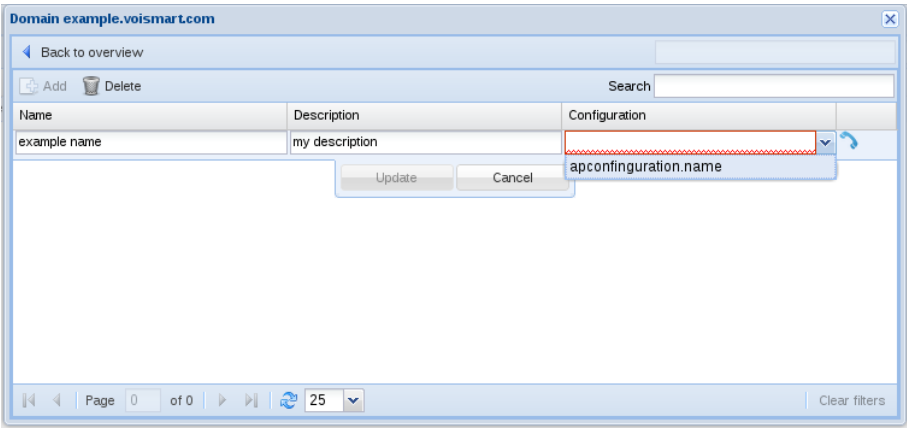 Domain example.voismart.com
Back to overview
Add Delete Search
Name Description Configuration
example name my description
apconfinguration.name
Update Cancel
Page 0 of 0 25 Clear filters